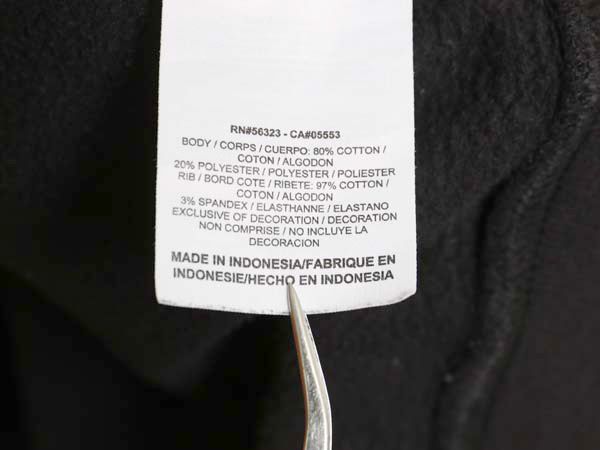 RN#56323 - CA#05553
BODY / CORPS / CUERPO: 80% COTTON /
COTON / ALGODON
20% POLYESTER / POLYESTER / POLIESTER
RIB / BORD COTE / RIBETE: 97% COTTON /
COTON / ALGODON
3% SPANDEX / ELASTHANNE / ELASTANO
EXCLUSIVE OF DECORATION / DECORATION
NON COMPRISE / NO INCLUYE LA
DECORACION
MADE IN INDONESIA/FABRIQUE EN
INDONESIE/HECHO EN INDONESIA